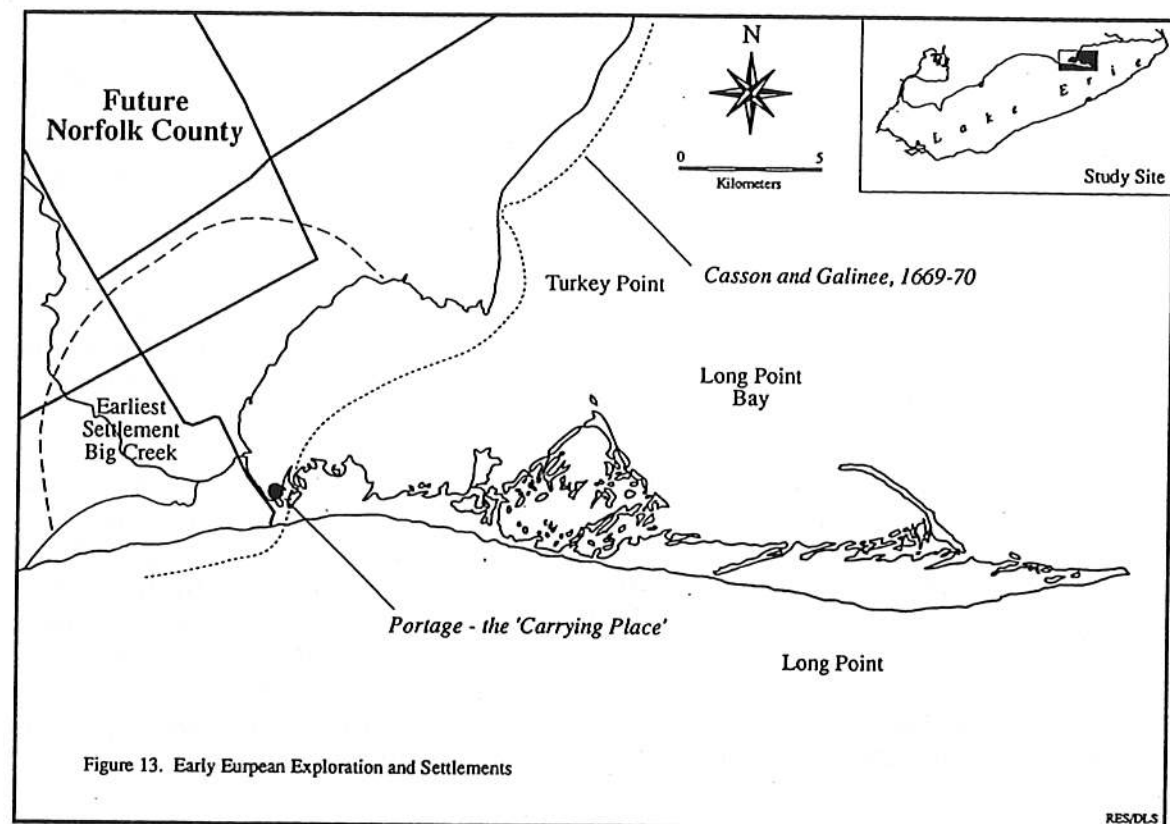 Future
Norfolk County
N
0 5
Kilometers
Lake Erie
Study Site
Turkey Point
Casson and Galinee, 1669-70
Long Point
Bay
Earliest
Settlement
Big Creek
Portage - the 'Carrying Place'
Long Point
Figure 13. Early Eurpean Exploration and Settlements
RES/DLS